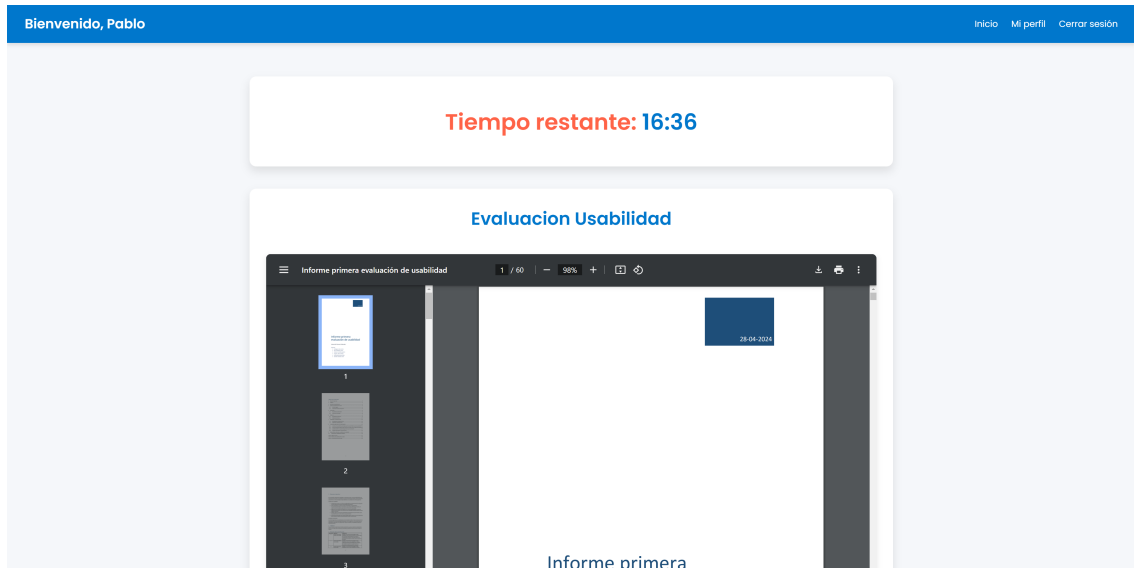 Bienvenido, Pablo
Inicio Mi perfil Cerrar sesión
Tiempo restante: 16:36
Evaluacion Usabilidad
Informe primera evaluación de usabilidad
1 / 60 98%
28-04-2024
1
2
3
Informe primera